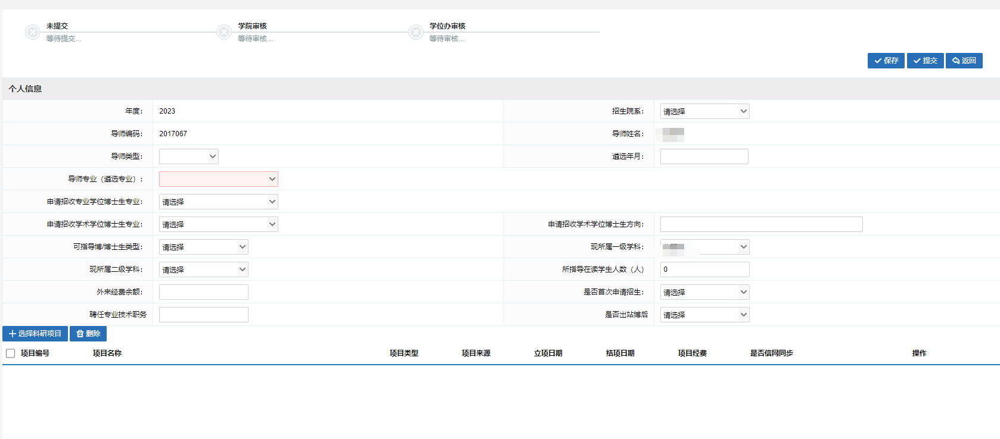 未提交
等待提交...
学院审核
等待审核...
学位办审核
等待审核...
保存 提交 返回
个人信息
年度： 2023 招生院系： 请选择
导师编码： 2017067 导师姓名：
导师类型： 遴选年月：
导师专业（遴选专业）：
申请招收专业学位博士生专业： 请选择
申请招收学术学位博士生专业： 请选择 申请招收学术学位博士生方向：
可指导博/博士生类型： 请选择 现所属一级学科：
现所属二级学科： 请选择 所指导在读学生人数（人） 0
外来经费余额： 是否首次申请招生： 请选择
聘任专业技术职务 是否出站博后 请选择
选择科研项目 删除
项目编号 项目名称 项目类型 项目来源 立项日期 结项日期 项目经费 是否信网同步 操作